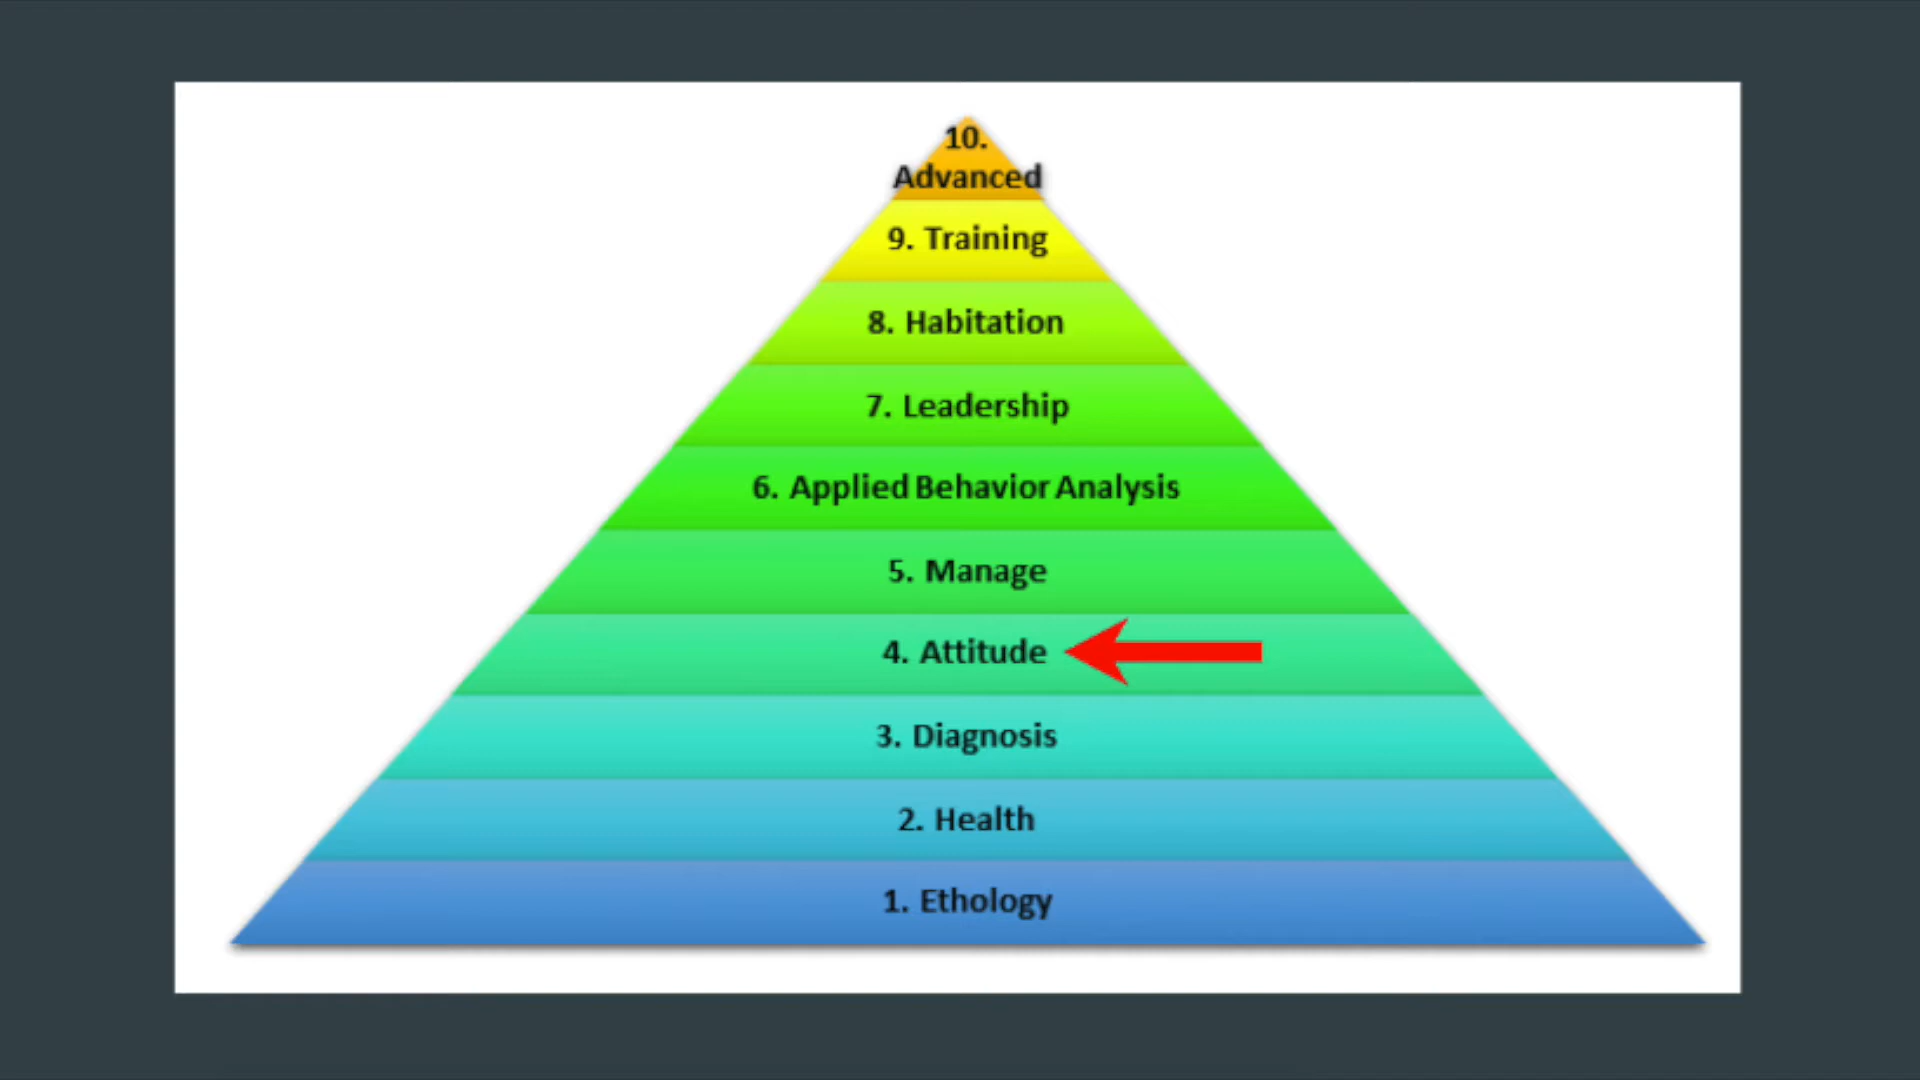 10.
Advanced
9. Training
8. Habitation
7. Leadership
6. Applied Behavior Analysis
5. Manage
4. Attitude
3. Diagnosis
2. Health
1. Ethology